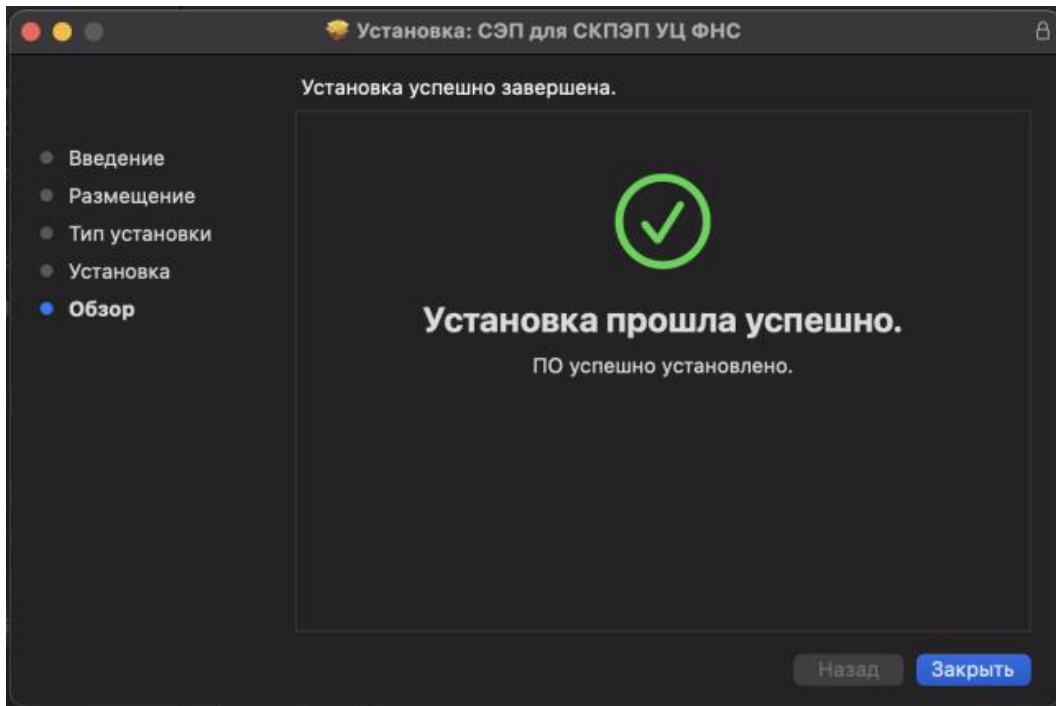 Установка: СЭП для СКПЭП УЦ ФНС
Установка успешно завершена.
Введение
Размещение
Тип установки
Установка
Обзор
Установка прошла успешно.
ПО успешно установлено.
Назад
Закрыть